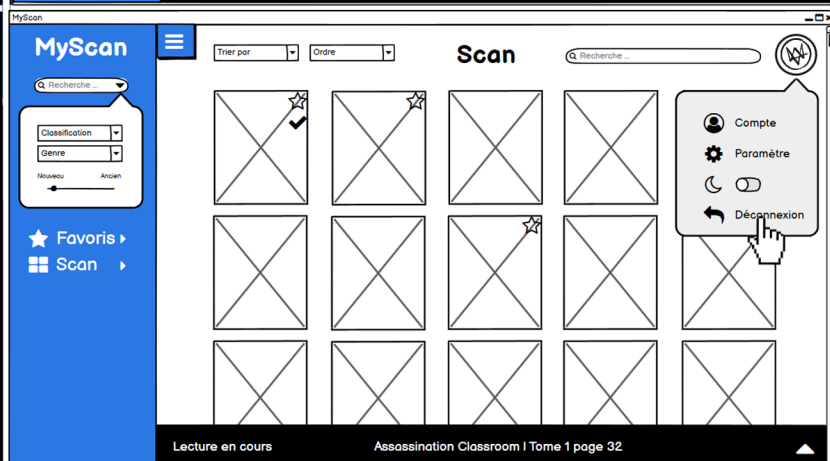 MyScan
MyScan
Recherche ...
Classification
Genre
Nouveau Ancien
Favoris
Scan
Trier par
Ordre
Scan
Recherche ...
Compte
Paramètre
Déconnexion
Lecture en cours
Assassination Classroom | Tome 1 page 32